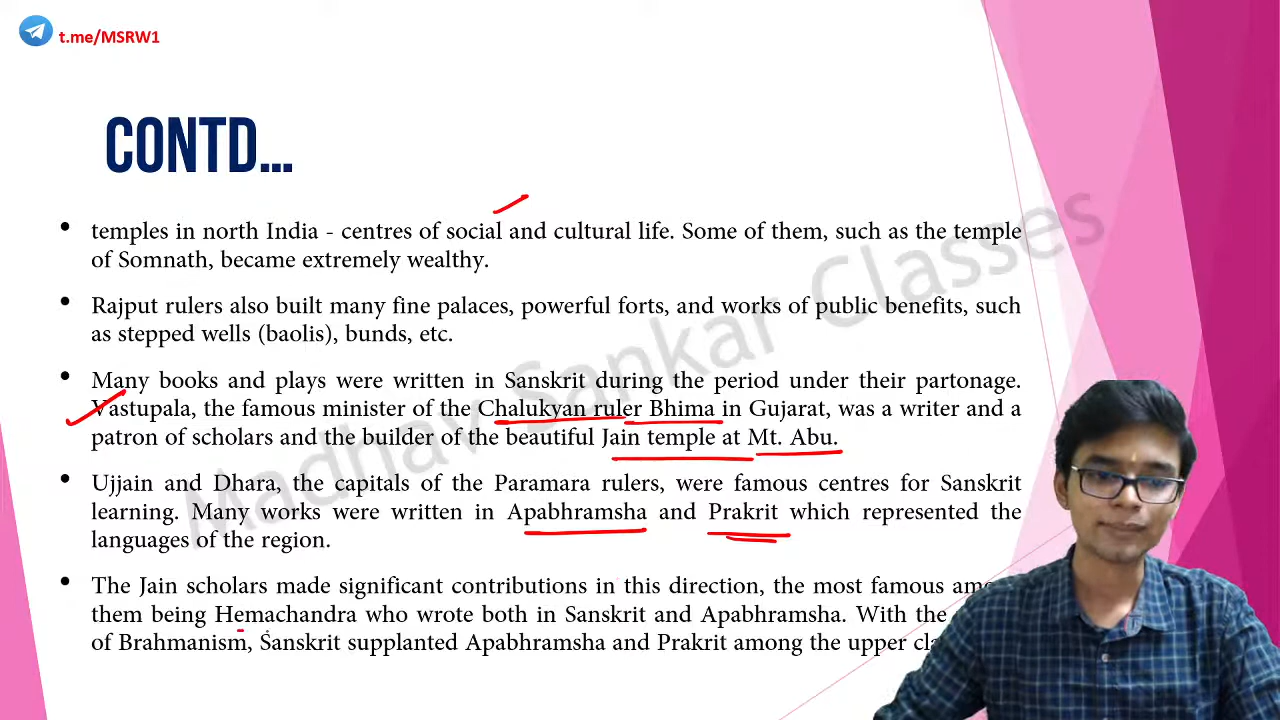 t.me/MSRW1
CONTD...
• temples in north India - centres of social and cultural life. Some of them, such as the temple
of Somnath, became extremely wealthy.
• Rajput rulers also built many fine palaces, powerful forts, and works of public benefits, such
as stepped wells (baolis), bunds, etc.
• Many books and plays were written in Sanskrit during the period under their partonage.
Vastupala, the famous minister of the Chalukyan ruler Bhima in Gujarat, was a writer and a
patron of scholars and the builder of the beautiful Jain temple at Mt. Abu.
• Ujjain and Dhara, the capitals of the Paramara rulers, were famous centres for Sanskrit
learning. Many works were written in Apabhramsha and Prakrit which represented the
languages of the region.
• The Jain scholars made significant contributions in this direction, the most famous
them being Hemachandra who wrote both in Sanskrit and Apabhramsha. With the
of Brahmanism, Sanskrit supplanted Apabhramsha and Prakrit among the upper
Madhav Sankar Classes